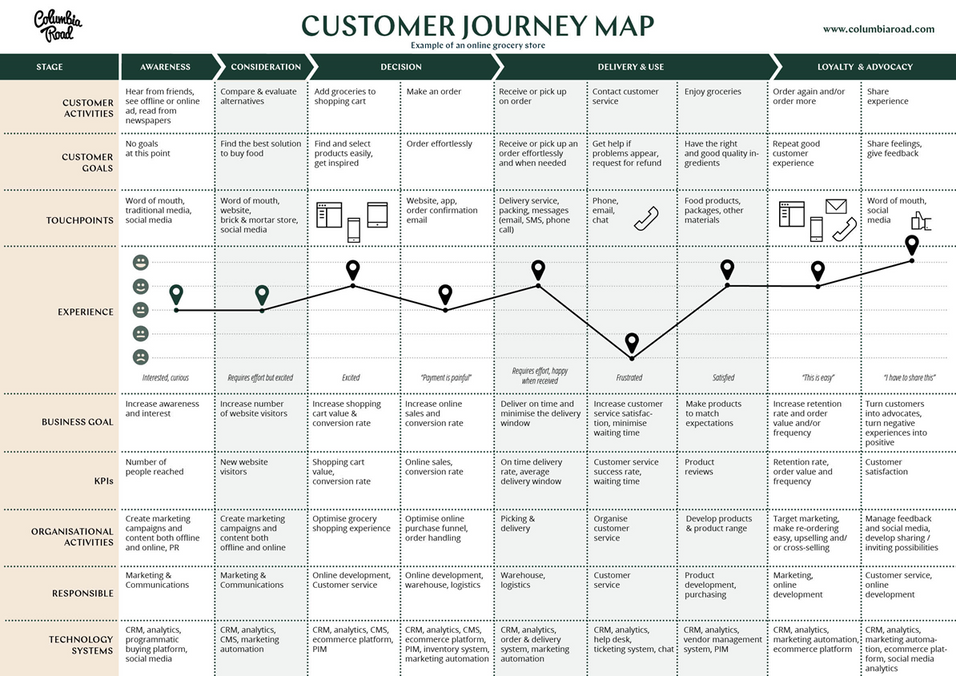 Columbia
Road
CUSTOMER JOURNEY MAP
Example of an online grocery store
www.columbiaroad.com
STAGE
AWARENESS
CONSIDERATION
DECISION
DELIVERY & USE
LOYALTY & ADVOCACY
CUSTOMER
ACTIVITIES
Hear from friends,
see offline or online
ad, read from
newspapers
Compare & evaluate
alternatives
Add groceries to
shopping cart
Make an order
Receive or pick up
on order
Contact customer
service
Enjoy groceries
Order again and/or
order more
Share
experience
CUSTOMER
GOALS
No goals
at this point
Find the best solution
to buy food
Find and select
products easily,
get inspired
Order effortlessly
Receive or pick up an
order effortlessly
and when needed
Get help if
problems appear,
request for refund
Have the right
and good quality in-
gredients
Repeat good
customer
experience
Share feelings,
give feedback
TOUCHPOINTS
Word of mouth,
traditional media,
social media
Word of mouth,
website,
brick & mortar store,
social media
Website, app,
order confirmation
email
Delivery service,
packing, messages
(email, SMS, phone
call)
Phone,
email,
chat
Food products,
packages, other
materials
Word of mouth,
social
media
EXPERIENCE
Interested, curious
Requires effort but excited
Excited
"Payment is painful"
Requires effort, happy
when received
Frustrated
Satisfied
"This is easy"
"I have to share this"
BUSINESS GOAL
Increase awareness
and interest
Increase number
of website visitors
Increase shopping
cart value &
conversion rate
Increase online
sales and
conversion rate
Deliver on time and
minimise the delivery
window
Increase customer
service satisfac-
tion, minimise
waiting time
Make products
to match
expectations
Increase retention
rate and order
value and/or
frequency
Turn customers
into advocates,
turn negative
experiences into
positive
KPIs
Number of
people reached
New website
visitors
Shopping cart
value,
conversion rate
Online sales,
conversion rate
On time delivery
rate, average
delivery window
Customer service
success rate,
waiting time
Product
reviews
Retention rate,
order value and
frequency
Customer
satisfaction
ORGANISATIONAL
ACTIVITIES
Create marketing
campaigns and
content both offline
and online, PR
Create marketing
campaigns and
content both
offline and online
Optimise grocery
shopping experience
Optimise online
purchase funnel,
order handling
Picking &
delivery
Organise
customer
service
Develop products
& product range
Target marketing,
make re-ordering
easy, upselling and/
or cross-selling
Manage feedback
and social media,
develop sharing /
inviting possibilities
RESPONSIBLE
Marketing &
Communications
Marketing &
Communications
Online development,
Customer service
Online development,
warehouse, logistics
Warehouse,
logistics
Customer
service
Product
development,
purchasing
Marketing,
online
development
Customer service,
online
development
TECHNOLOGY
SYSTEMS
CRM, analytics,
programmatic
buying platform,
social media
CRM, analytics,
CMS, marketing
automation
CRM, analytics, CMS,
ecommerce platform,
PIM
CRM, analytics, CMS,
ecommerce platform,
PIM, inventory system,
marketing automation
CRM, analytics,
order & delivery
system, marketing
automation
CRM, analytics,
help desk,
ticketing system, chat
CRM, analytics,
vendor management
system, PIM
CRM, analytics,
marketing automation,
ecommerce platform
CRM, analytics,
marketing automa-
tion, ecommerce plat-
form, social media
analytics